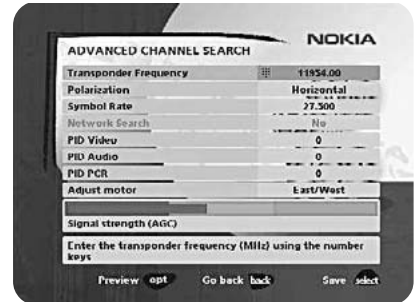 NOKIA
ADVANCED CHANNEL SEARCH
Transponder Frequency 11954.00
Polarization Horizontal
Symbol Rate 27.500
Network Search No
PID Video 0
PID Audio 0
PID PCR 0
Adjust motor East/West
Signal strength (AGC)
Enter the transponder frequency (MHz) using the number
keys
Preview opt Go back back Save select